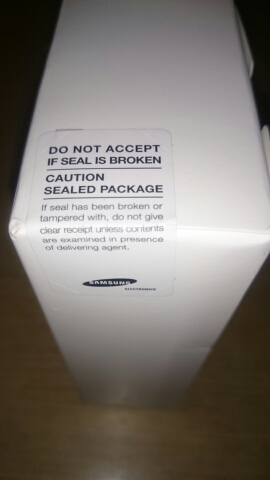 DO NOT ACCEPT
IF SEAL IS BROKEN
CAUTION
SEALED PACKAGE
If seal has been broken or
tampered with, do not give
clear receipt unless contents
are examined in presence
of delivering agent.
SAMSUNG
ELECTRONICS